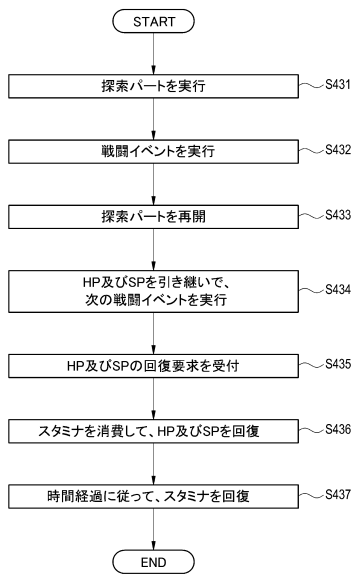 START
探索パートを実行
S431
戦闘イベントを実行
S432
探索パートを再開
S433
HP及びSPを引き継いで、
次の戦闘イベントを実行
S434
HP及びSPの回復要求を受付
S435
スタミナを消費して、HP及びSPを回復
S436
時間経過に従って、スタミナを回復
S437
END